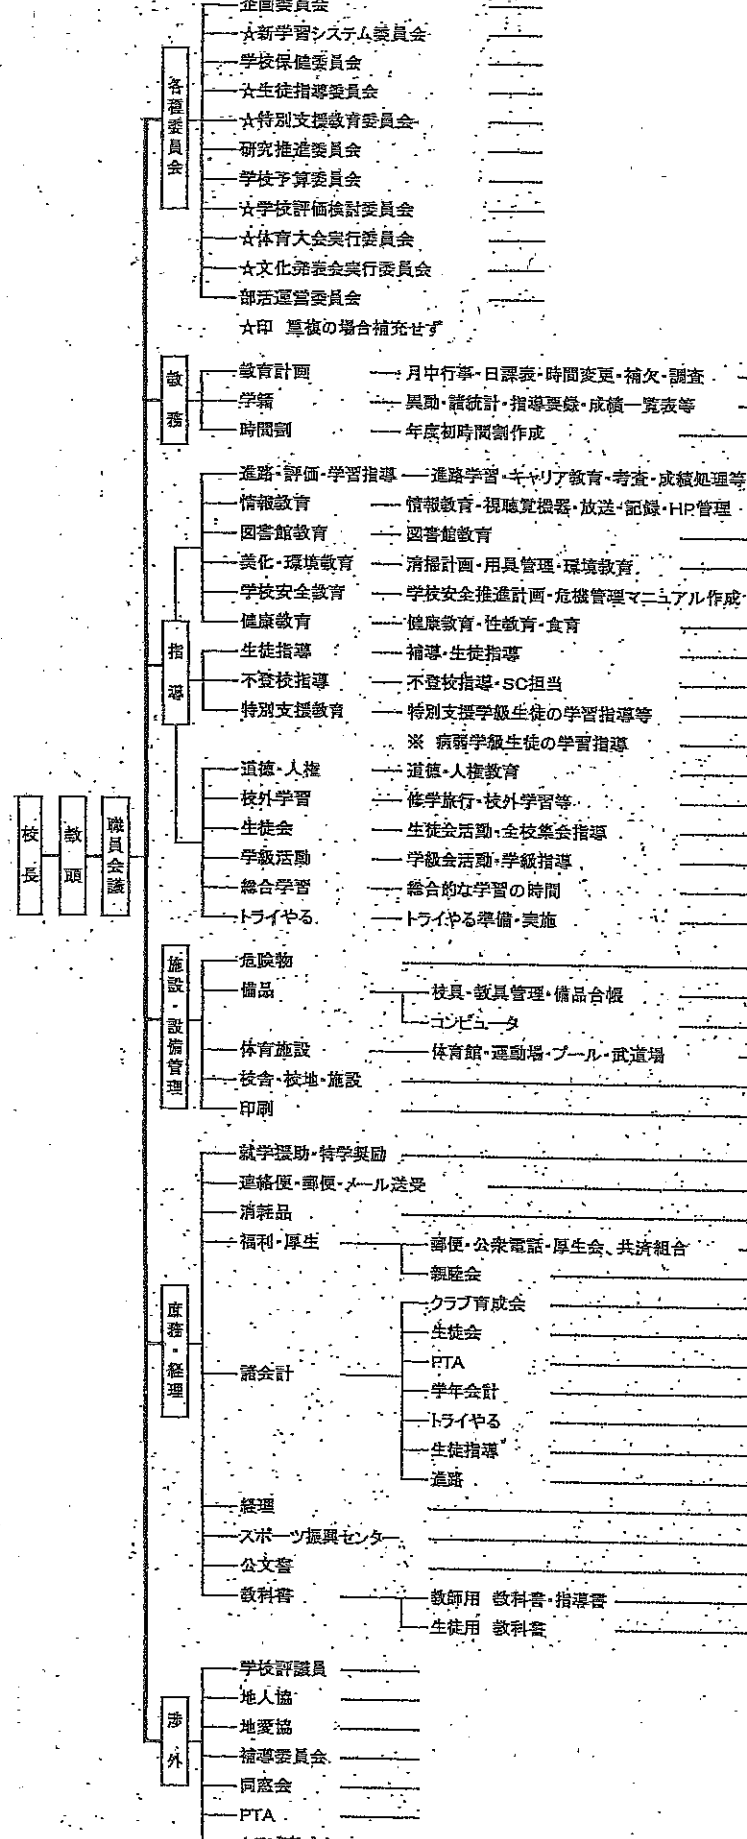 企画委員会
☆新学習システム委員会
学校保健委員会
☆生徒指導委員会
☆特別支援教育委員会
研究推進委員会
学校予算委員会
☆学校評価検討委員会
☆体育大会実行委員会
☆文化発表会実行委員会
部活運営委員会
☆印 重複の場合補充せず
各種委員会
教育計画 月中行事・日課表・時間変更・補欠・調査
学籍 異動・諸統計・指導要録・成績一覧表等
時間割 年度初時間割作成
教務
進路・評価・学習指導 進路学習・キャリア教育・考査・成績処理等
情報教育 情報教育・視聴覚機器・放送・記録・HP管理
図書館教育 図書館教育
美化・環境教育 清掃計画・用具管理・環境教育
学校安全教育 学校安全推進計画・危機管理マニュアル作成
健康教育 健康教育・性教育・食育
生徒指導 補導・生徒指導
不登校指導 不登校指導・SC担当
特別支援教育 特別支援学級生徒の学習指導等
※ 病弱学級生徒の学習指導
指導
道徳・人権 道徳・人権教育
校外学習 修学旅行・校外学習等
生徒会 生徒会活動・全校集会指導
学級活動 学級会活動・学級指導
総合学習 総合的な学習の時間
トライやる トライやる準備・実施
校長
教頭
職員会議
施設・設備管理
危険物
備品 校具・教具管理・備品台帳
コンピュータ
体育施設 体育館・運動場・プール・武道場
校舎・校地・施設
印刷
就学援助・特学奨励
連絡便・郵便・メール送受
消耗品
福利・厚生 郵便・公衆電話・厚生会、共済組合
親睦会
庶務・経理
諸会計 クラブ育成会
生徒会
PTA
学年会計
トライやる
生徒指導
進路
経理
スポーツ振興センター
公文書
教科書 教師用 教科書・指導書
生徒用 教科書
渉外
学校評議員
地人協
地愛協
補導委員会
同窓会
PTA